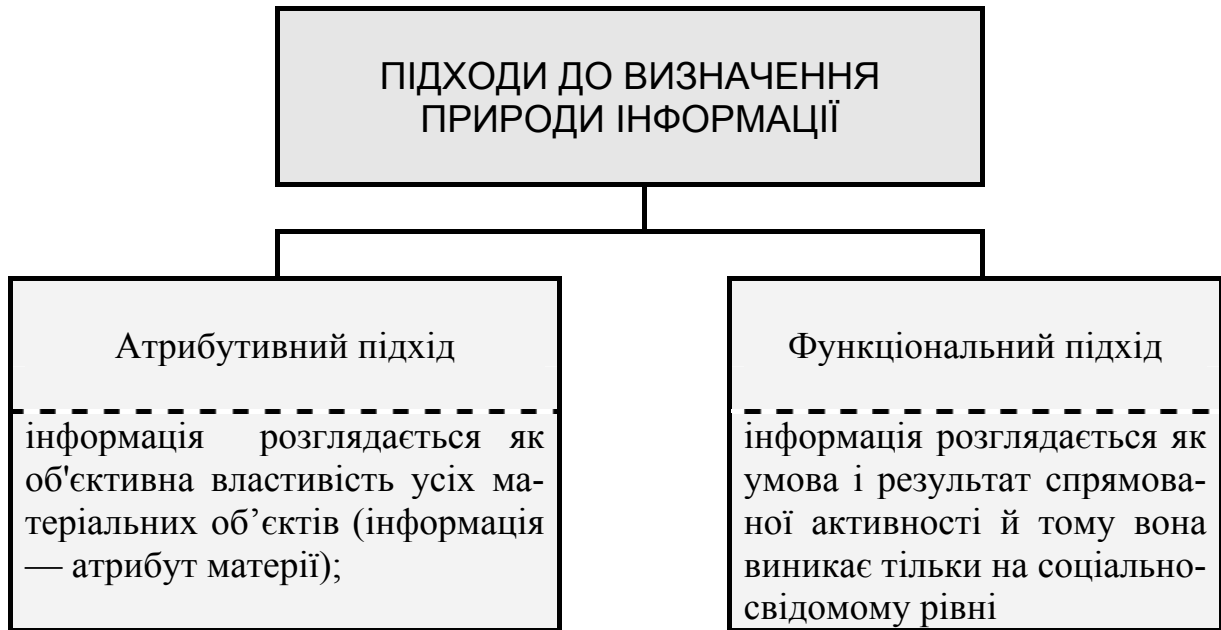 ПІДХОДИ ДО ВИЗНАЧЕННЯ
ПРИРОДИ ІНФОРМАЦІЇ
Атрибутивний підхід
інформація розглядається як
об'єктивна властивість усіх ма-
теріальних об’єктів (інформація
— атрибут матерії);
Функціональний підхід
інформація розглядається як
умова і результат спрямова-
ної активності й тому вона
виникає тільки на соціально-
свідомому рівні